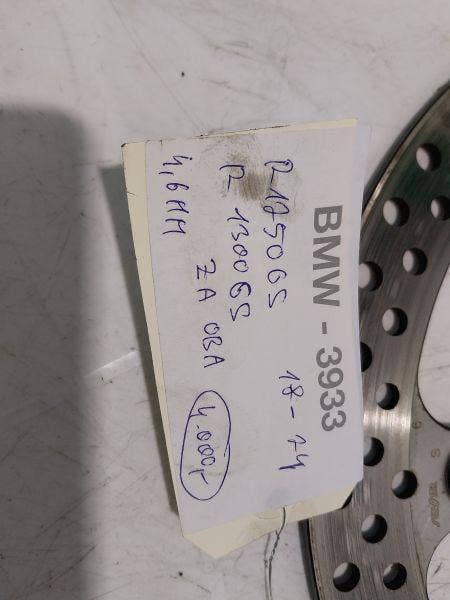 BMW - 3933
R1250GS 18-24
R 1300GS
ZA OBA
4,6MM
4.000,-